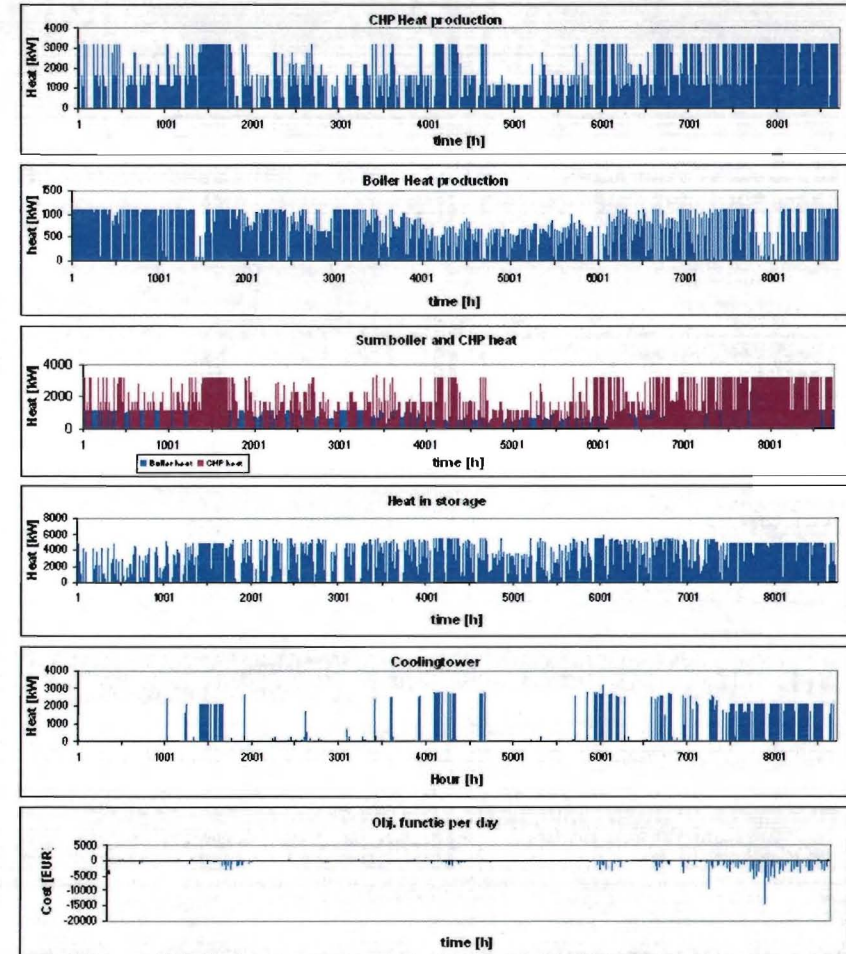 CHP Heat production
Heat [kW]
4000
3000
2000
1000
0
1 1001 2001 3001 4001 5001 6001 7001 8001
time [h]
Boiler Heat production
heat [kW]
1500
1000
500
0
1 1001 2001 3001 4001 5001 6001 7001 8001
time [h]
Sum boiler and CHP heat
Heat [kW]
4000
2000
0
1 1001 2001 3001 4001 5001 6001 7001 8001
Boiler heat CHP heat
time [h]
Heat in storage
Heat [kW]
8000
6000
4000
2000
0
1 1001 2001 3001 4001 5001 6001 7001 8001
time [h]
Coolingtower
Heat [kW]
4000
3000
2000
1000
0
1 1001 2001 3001 4001 5001 6001 7001 8001
Hour [h]
Obj. functie per day
Cost [EUR]
5000
0
-5000
-10000
-15000
-20000
time [h]